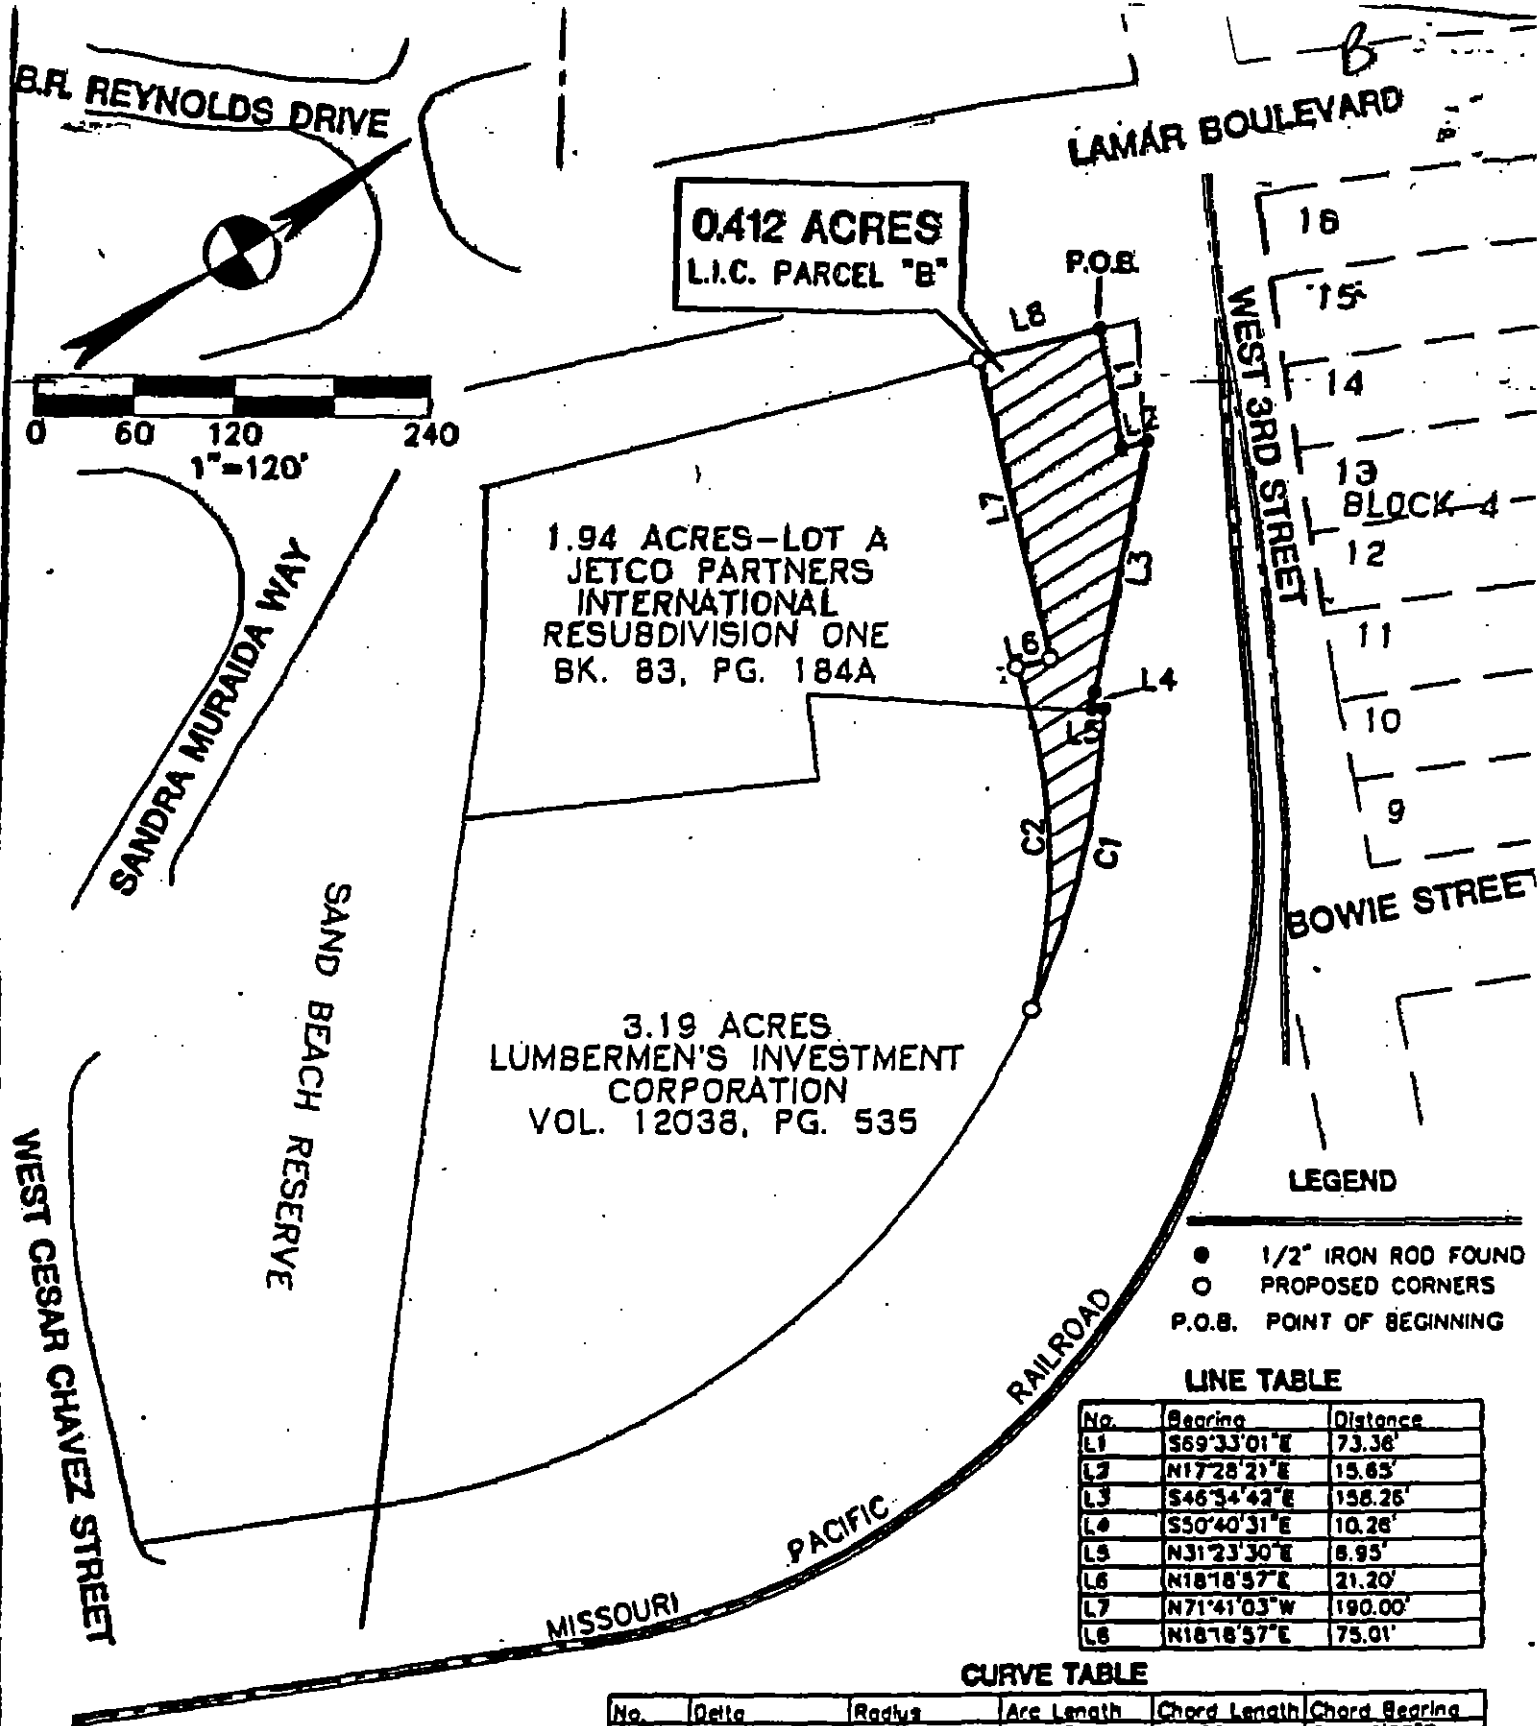 B
B.R. REYNOLDS DRIVE
LAMAR BOULEVARD
0.412 ACRES
L.I.C. PARCEL "B"
P.O.B.
L8
L1
L2
L3
L4
L5
L6
L7
C1
C2
0 60 120 240
1"=120'
WEST 3RD STREET
16
15
14
13
BLOCK 4
12
11
10
9
BOWIE STREET
1.94 ACRES-LOT A
JETCO PARTNERS
INTERNATIONAL
RESUBDIVISION ONE
BK. 83, PG. 184A
SANDRA MURAIDA WAY
SAND BEACH RESERVE
3.19 ACRES
LUMBERMEN'S INVESTMENT
CORPORATION
VOL. 12038, PG. 535
WEST CESAR CHAVEZ STREET
MISSOURI PACIFIC RAILROAD
LEGEND
1/2" IRON ROD FOUND
PROPOSED CORNERS
P.O.B. POINT OF BEGINNING
LINE TABLE
No. Bearing Distance
L1 S69°33'01"E 73.36'
L2 N17°28'21"E 15.65'
L3 S46°54'42"E 156.26'
L4 S50°40'31"E 10.26'
L5 N31°23'30"E 6.95'
L6 N18°18'57"E 21.20'
L7 N71°41'03"W 190.00'
L8 N18°18'57"E 75.01'
CURVE TABLE
No. Delta Radius Arc Length Chord Length Chord Bearing